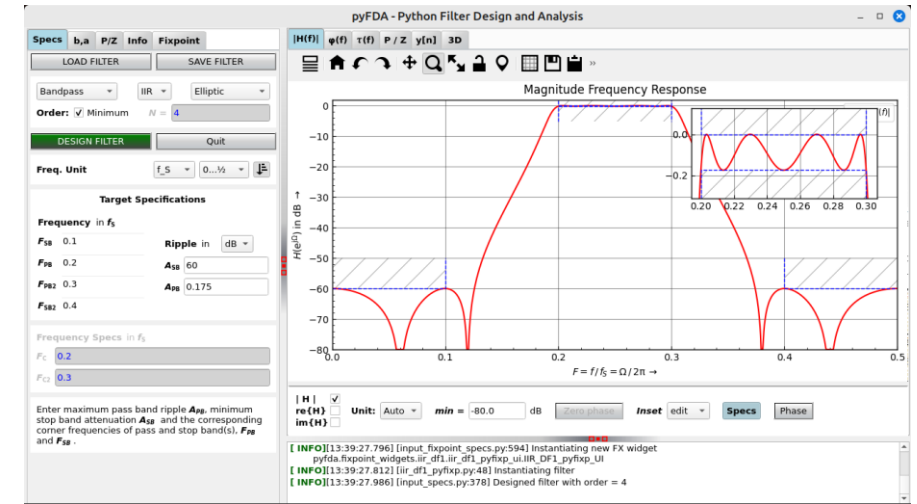 pyFDA - Python Filter Design and Analysis
Specs b,a P/Z Info Fixpoint
LOAD FILTER SAVE FILTER
Bandpass IIR Elliptic
Order: Minimum N = 4
DESIGN FILTER Quit
Freq. Unit f_S 0...½
Target Specifications
Frequency in fS
FSB 0.1
Ripple in dB
FPB 0.2
ASB 60
FPB2 0.3
APB 0.175
FSB2 0.4
Frequency Specs in fS
FC 0.2
FC2 0.3
Enter maximum pass band ripple APB, minimum
stop band attenuation ASB and the corresponding
corner frequencies of pass and stop band(s), FPB
and FSB .
|H(f)| φ(f) τ(f) P / Z y[n] 3D
»
Magnitude Frequency Response
H(e^jΩ) in dB →
0
−10
−20
−30
−40
−50
−60
−70
−80
0.0 0.1 0.2 0.3 0.4 0.5
F = f/fS = Ω/2π →
(f)|
0.0
−0.2
0.20 0.22 0.24 0.26 0.28 0.30
| H |
re{H}
im{H}
Unit: Auto min = -80.0 dB Zero phase Inset edit Specs Phase
[ INFO][13:39:27.796] [input_fixpoint_specs.py:594] Instantiating new FX widget
pyfda.fixpoint_widgets.iir_df1.iir_df1_pyfixp_ui.IIR_DF1_pyfixp_UI
[ INFO][13:39:27.812] [iir_df1_pyfixp.py:48] Instantiating filter
[ INFO][13:39:27.986] [input_specs.py:378] Designed filter with order = 4